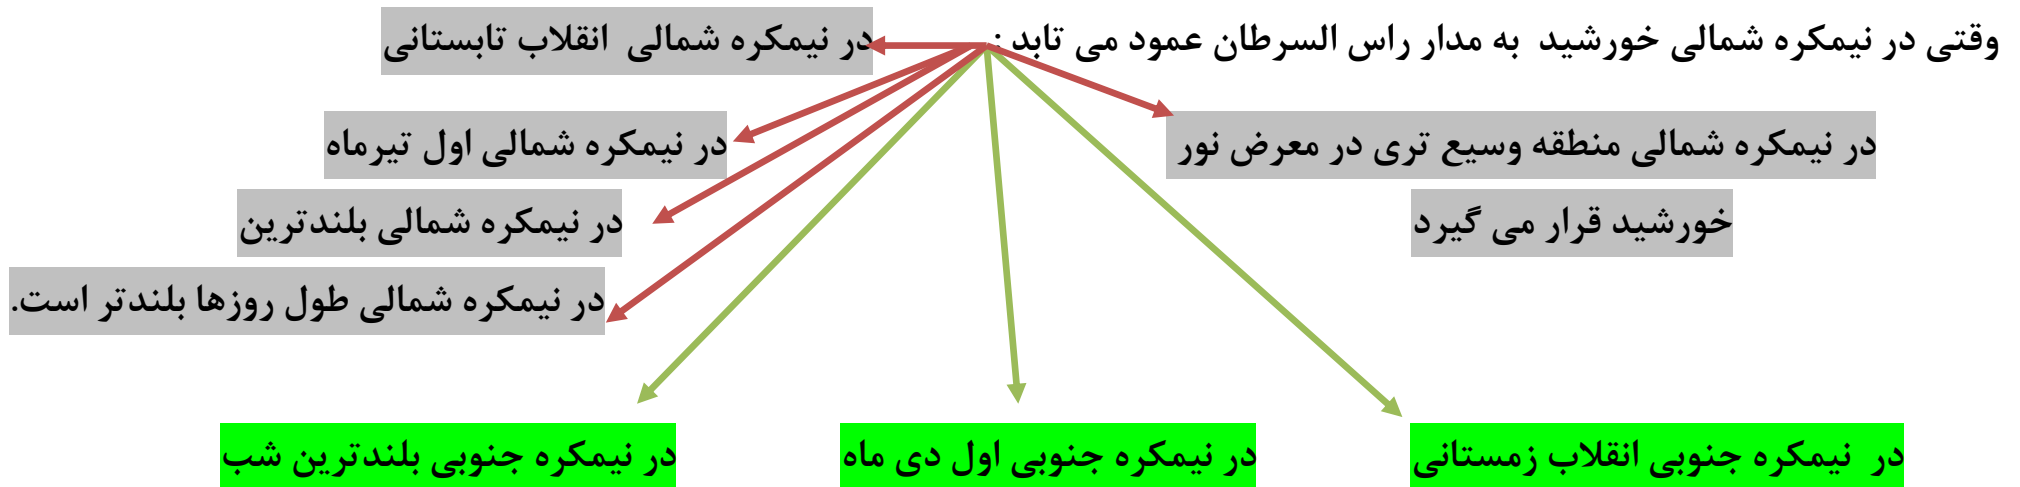 وقتی در نیمکره شمالی خورشید به مدار راس السرطان عمود می تابد : در نیمکره شمالی انقلاب تابستانی
در نیمکره شمالی منطقه وسیع تری در معرض نور
خورشید قرار می گیرد
در نیمکره شمالی اول تیرماه
در نیمکره شمالی بلندترین
در نیمکره شمالی طول روزها بلندتر است.
در نیمکره جنوبی انقلاب زمستانی
در نیمکره جنوبی اول دی ماه
در نیمکره جنوبی بلندترین شب